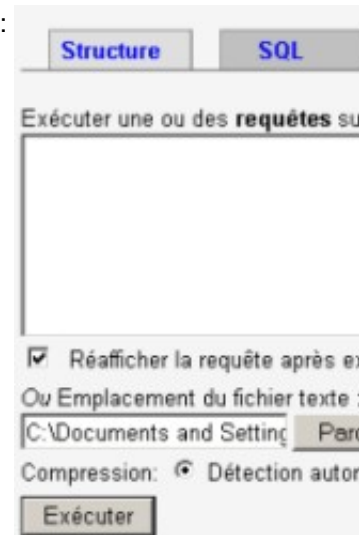 :
Structure SQL
Exécuter une ou des requêtes su
Réafficher la requête après ex
Ou Emplacement du fichier texte :
C:\Documents and Setting Parc
Compression: Détection autor
Exécuter